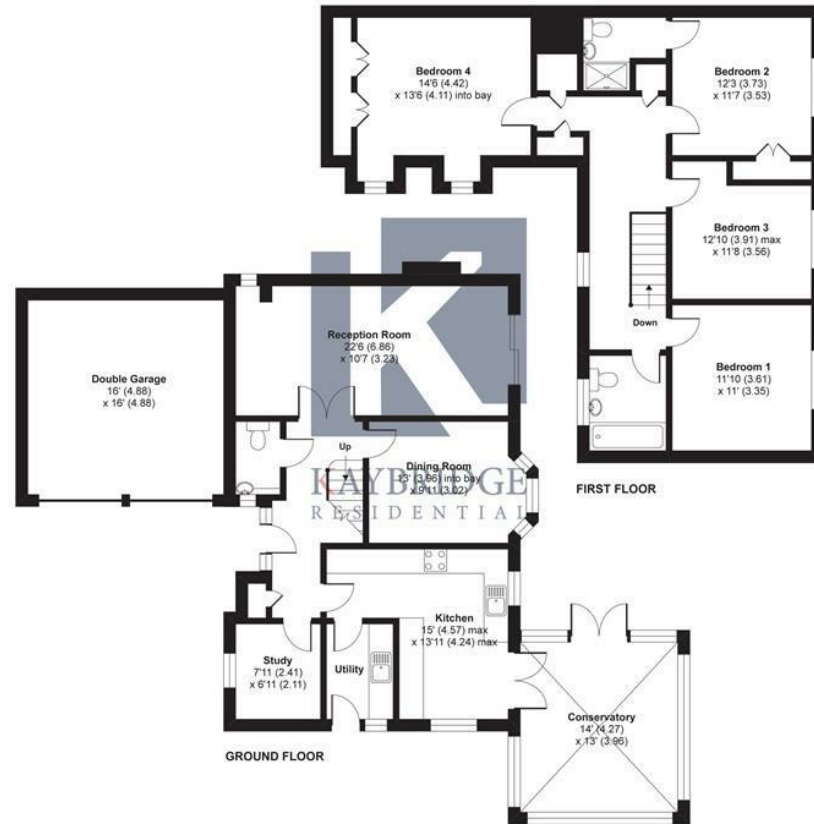 Bedroom 4
14'6 (4.42)
x 13'6 (4.11) into bay
Bedroom 2
12'3 (3.73)
x 11'7 (3.53)
Bedroom 3
12'10 (3.91) max
x 11'8 (3.56)
Down
Bedroom 1
11'10 (3.61)
x 11' (3.35)
FIRST FLOOR
Reception Room
22'6 (6.86)
x 10'7 (3.23)
Double Garage
16' (4.88)
x 16' (4.88)
Up
Dining Room
13' (3.96) into bay
x 9'11 (3.02)
K
KAYBRIDGE
RESIDENTIAL
Kitchen
15' (4.57) max
x 13'11 (4.24) max
Study
7'11 (2.41)
x 6'11 (2.11)
Utility
Conservatory
14' (4.27)
x 13' (3.96)
GROUND FLOOR